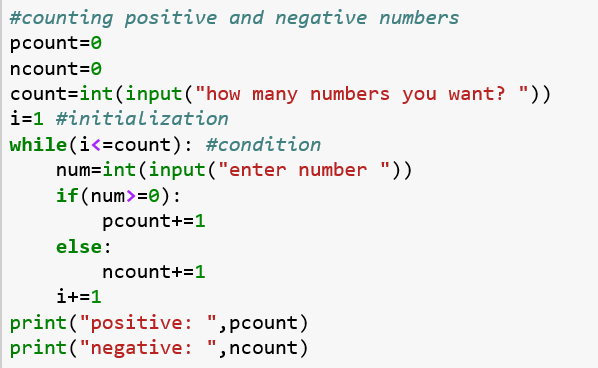 #counting positive and negative numbers
pcount=0
ncount=0
count=int(input("how many numbers you want? "))
i=1 #initialization
while(i<=count): #condition
    num=int(input("enter number "))
    if(num>=0):
        pcount+=1
    else:
        ncount+=1
    i+=1
print("positive: ",pcount)
print("negative: ",ncount)